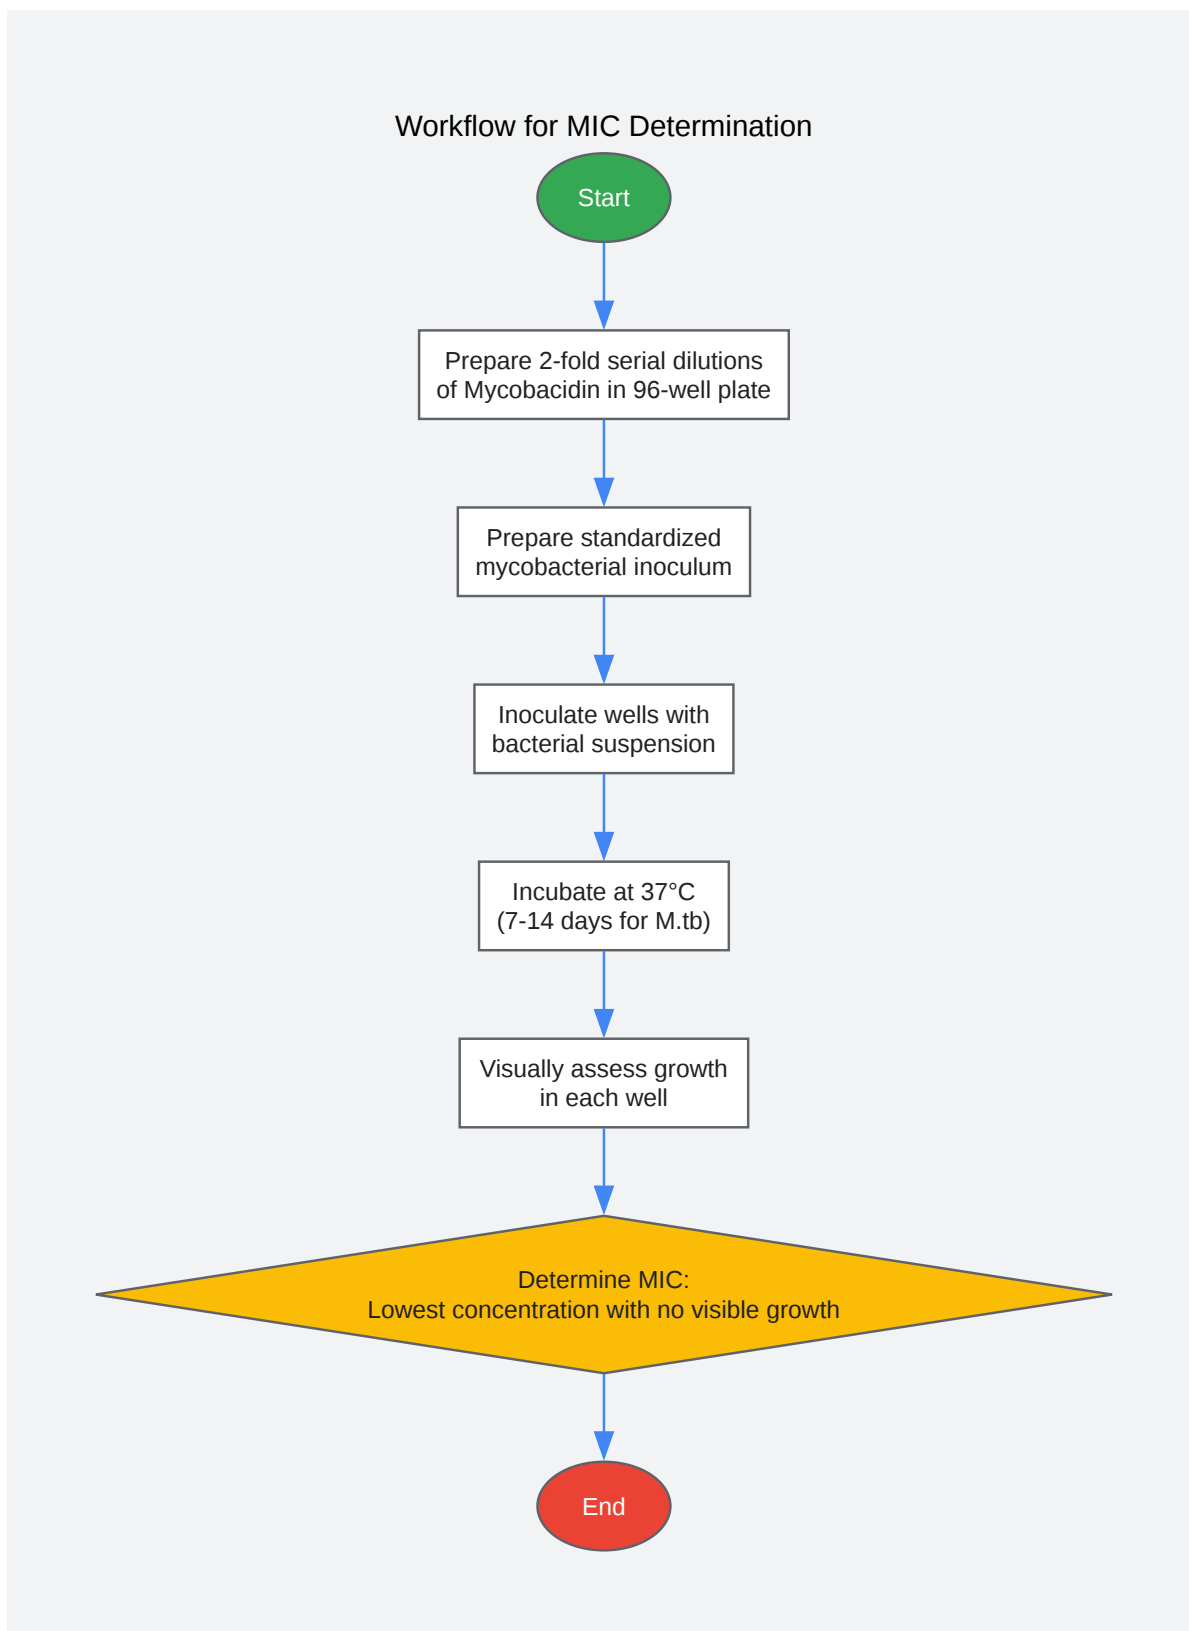 Workflow for MIC Determination
Start
Prepare 2-fold serial dilutions
of Mycobacidin in 96-well plate
Prepare standardized
mycobacterial inoculum
Inoculate wells with
bacterial suspension
Incubate at 37°C
(7-14 days for M.tb)
Visually assess growth
in each well
Determine MIC:
Lowest concentration with no visible growth
End